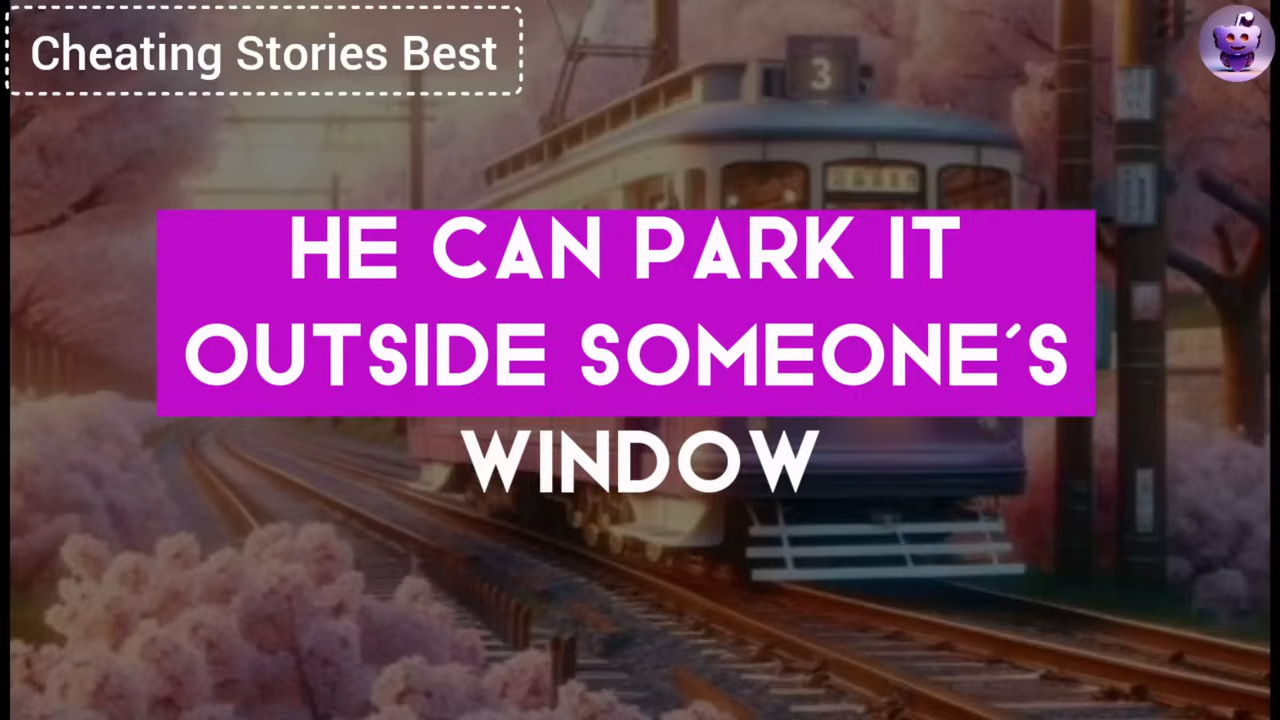 Cheating Stories Best
3
HE CAN PARK IT
OUTSIDE SOMEONE´S
WINDOW